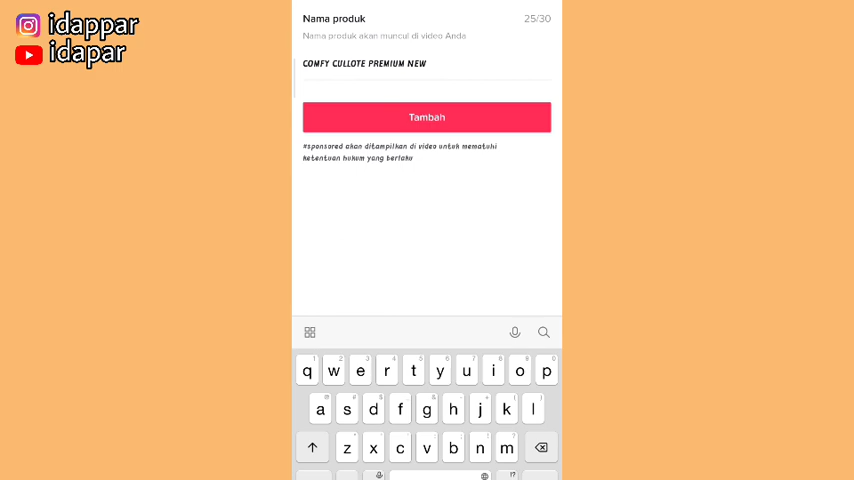 idappar
idapar
Nama produk 25/30
Nama produk akan muncul di video Anda
COMFY CULLOTE PREMIUM NEW
Tambah
#sponsored akan ditampilkan di video untuk mematuhi
ketentuan hukum yang berlaku
q w e r t y u i o p
a s d f g h j k l
z x c v b n m